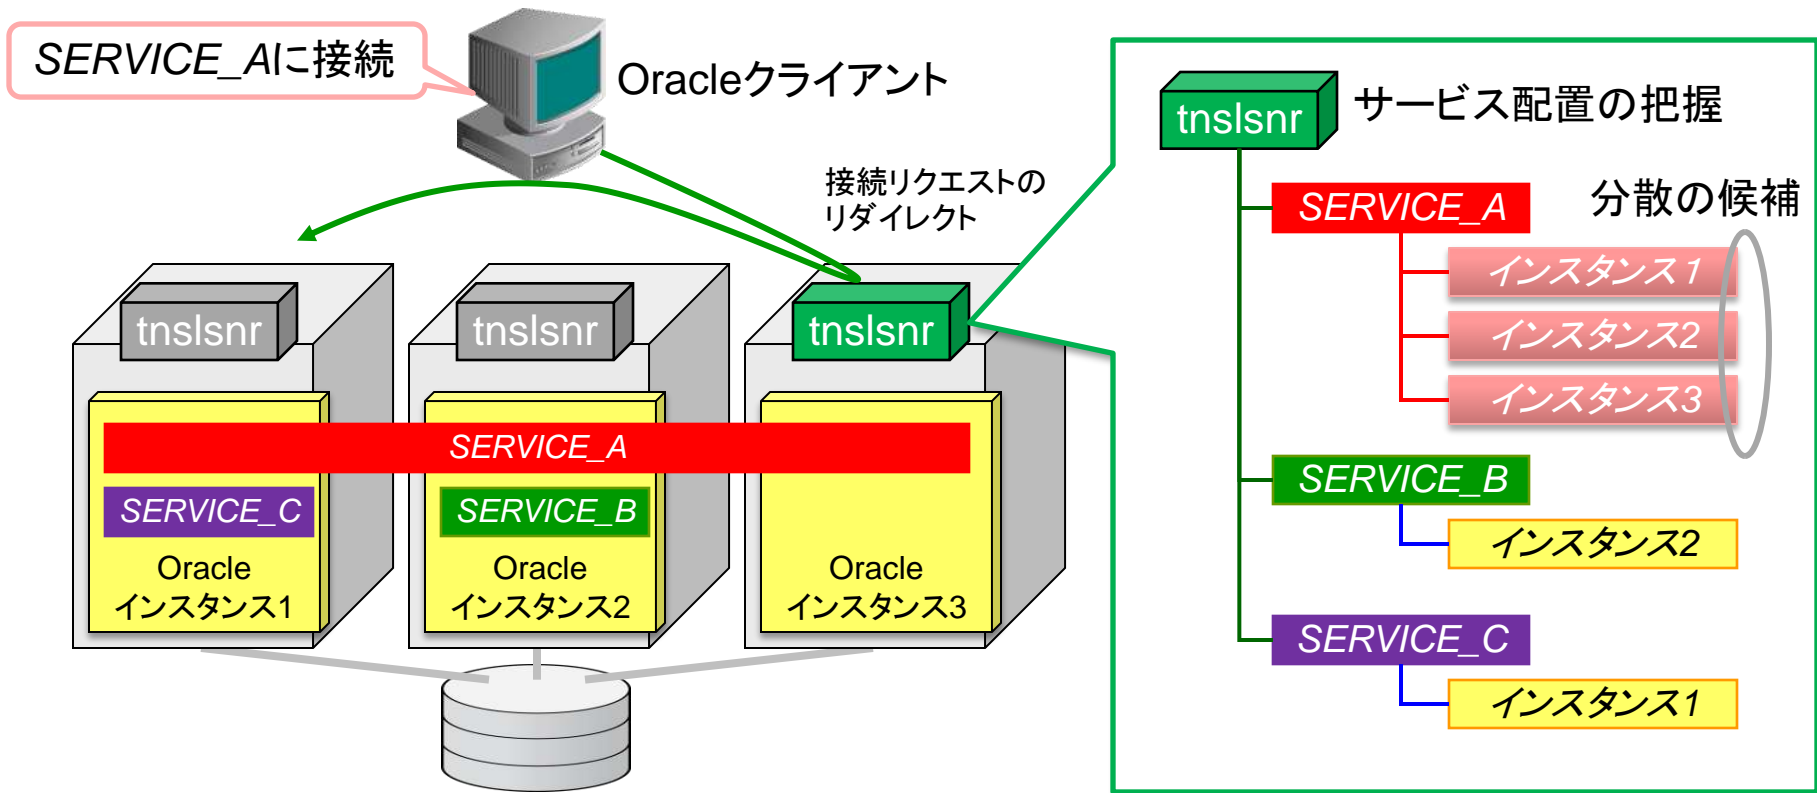 SERVICE_Aに接続
Oracleクライアント
接続リクエストの
リダイレクト
tnslsnr
tnslsnr
tnslsnr
SERVICE_A
SERVICE_C
SERVICE_B
Oracle
インスタンス1
Oracle
インスタンス2
Oracle
インスタンス3
tnslsnr
サービス配置の把握
SERVICE_A
分散の候補
インスタンス1
インスタンス2
インスタンス3
SERVICE_B
インスタンス2
SERVICE_C
インスタンス1